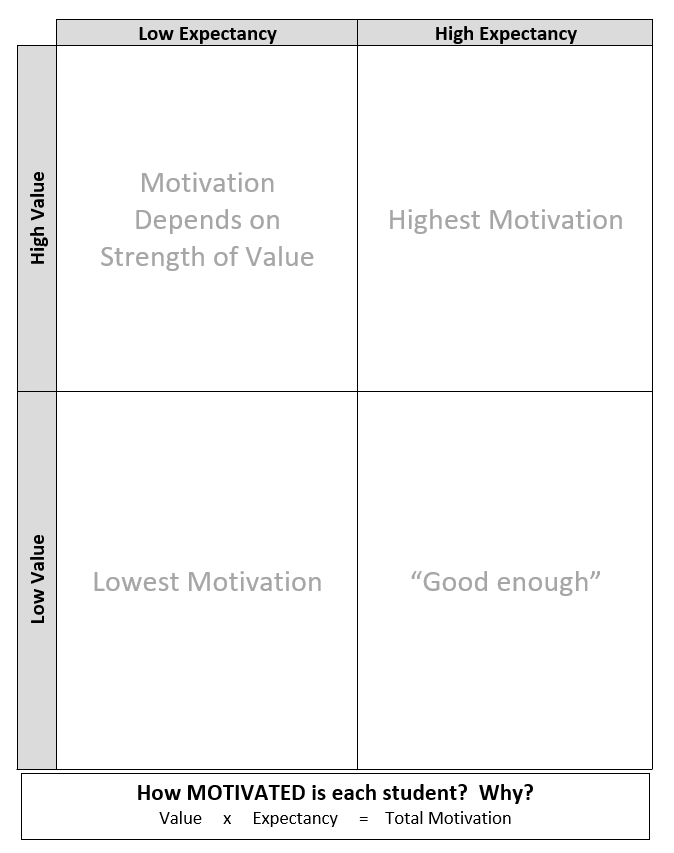 Low Expectancy
High Expectancy
High Value
Motivation
Depends on
Strength of Value
Highest Motivation
Low Value
Lowest Motivation
“Good enough”
How MOTIVATED is each student?  Why?
Value x Expectancy = Total Motivation